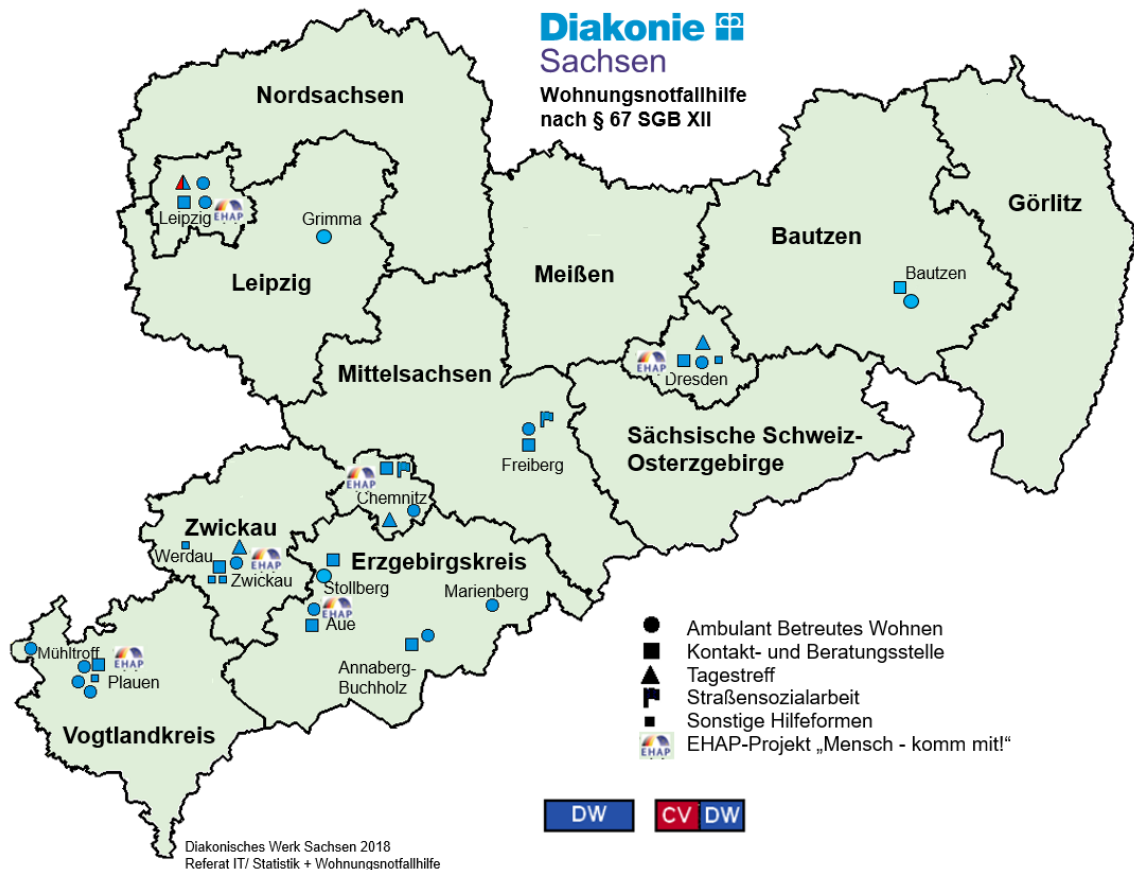 Diakonie
Sachsen
Wohnungsnotfallhilfe
nach § 67 SGB XII
Nordsachsen
Görlitz
Leipzig
EHAP
Grimma
Bautzen
Leipzig
Meißen
Bautzen
EHAP
Dresden
Mittelsachsen
Sächsische Schweiz-
Osterzgebirge
Freiberg
EHAP
Chemnitz
Zwickau
Werdau
EHAP
Zwickau
Erzgebirgskreis
Stollberg
Marienberg
EHAP
Aue
Annaberg-
Buchholz
Mühltroff
EHAP
Plauen
Vogtlandkreis
Ambulant Betreutes Wohnen
Kontakt- und Beratungsstelle
Tagestreff
Straßensozialarbeit
Sonstige Hilfeformen
EHAP EHAP-Projekt „Mensch - komm mit!“
DW CV DW
Diakonisches Werk Sachsen 2018
Referat IT/ Statistik + Wohnungsnotfallhilfe